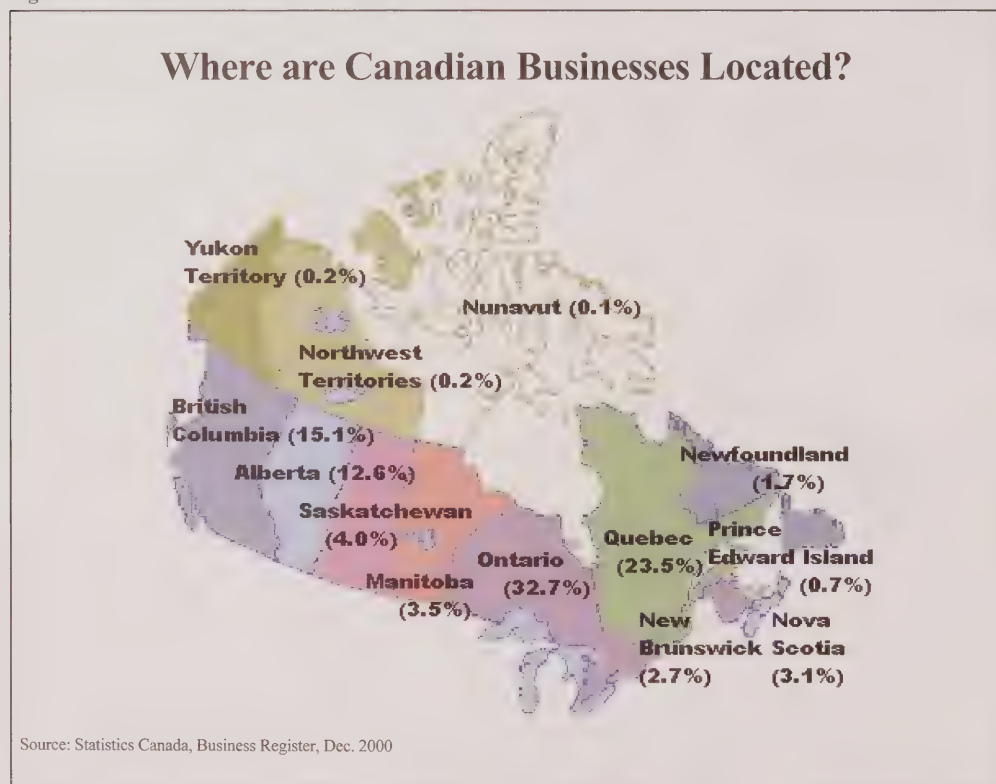 Where are Canadian Businesses Located?
Yukon
Territory (0.2%)
Nunavut (0.1%)
Northwest
Territories (0.2%)
British
Columbia (15.1%)
Alberta (12.6%)
Saskatchewan
(4.0%)
Manitoba
(3.5%)
Ontario
(32.7%)
Quebec
(23.5%)
Newfoundland
(1.7%)
Prince
Edward Island
(0.7%)
New
Brunswick
(2.7%)
Nova
Scotia
(3.1%)
Source: Statistics Canada, Business Register, Dec. 2000